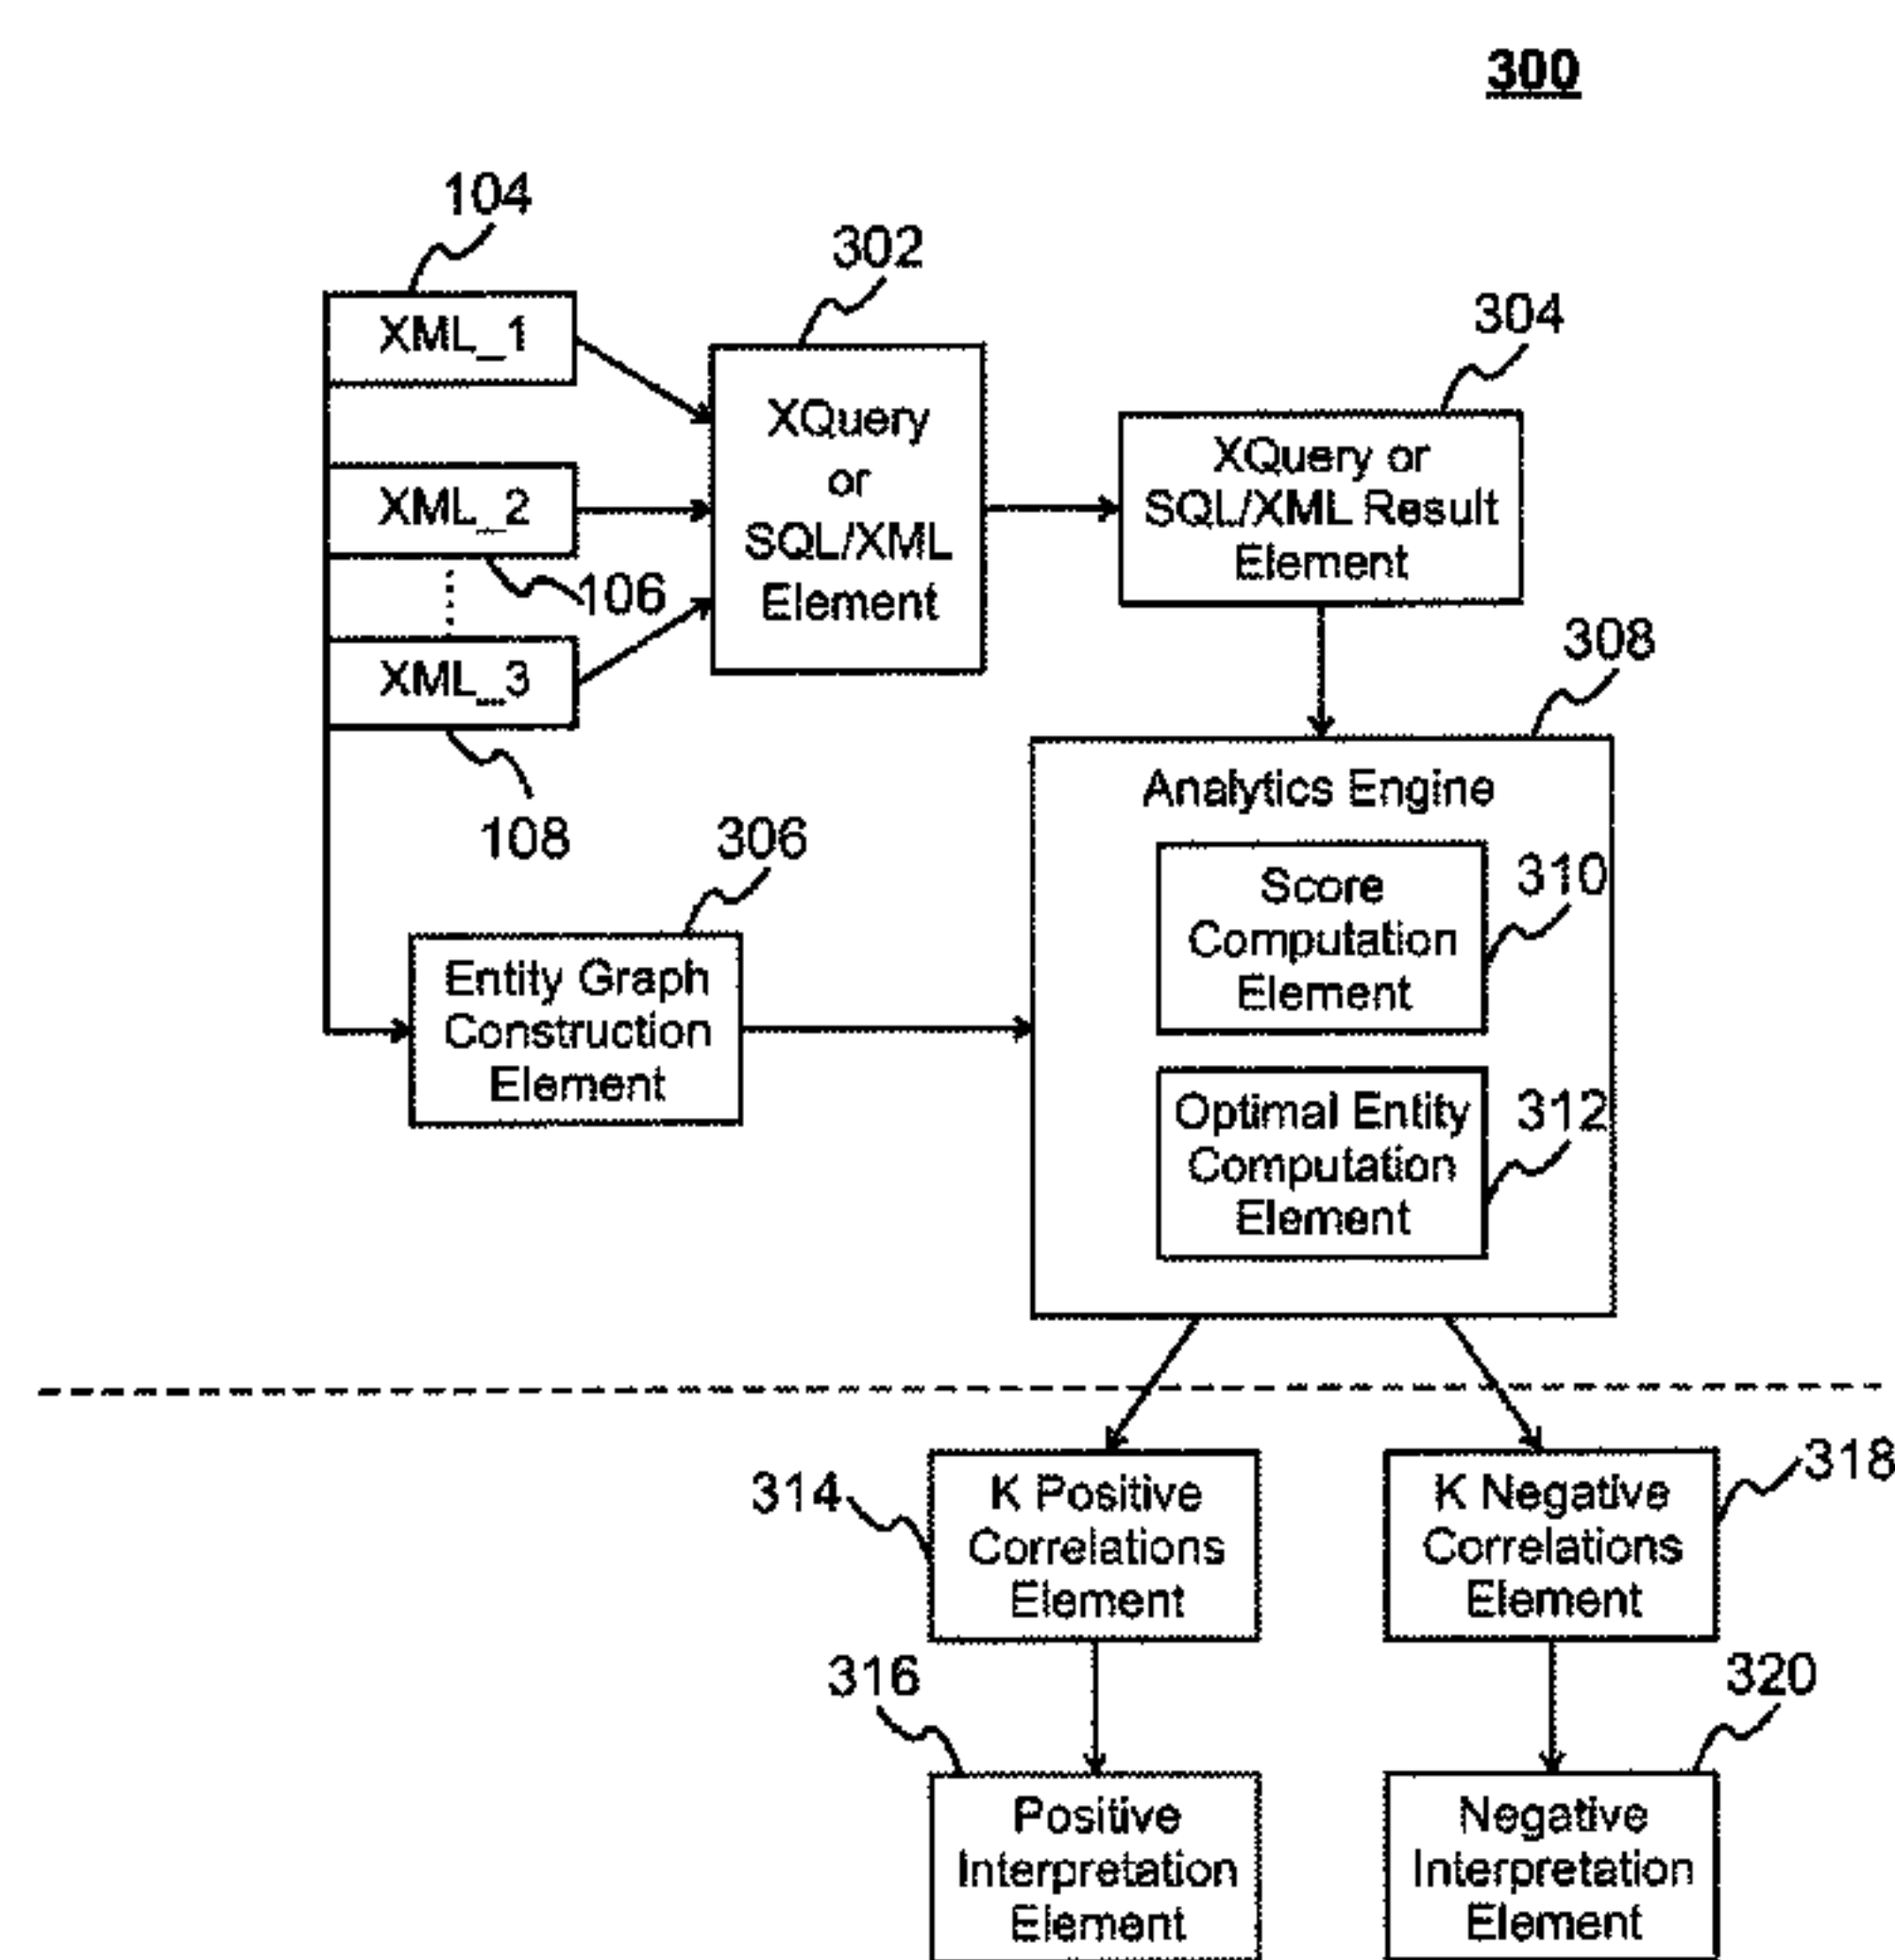 300
104
302
304
XML_1
XQuery
or
SQL/XML
Element
XQuery or
SQL/XML Result
Element
XML_2
106
XML_3
108
308
306
Analytics Engine
Score
Computation
Element
310
Entity Graph
Construction
Element
Optimal Entity
Computation
Element
312
314
K Positive
Correlations
Element
K Negative
Correlations
Element
318
316
320
Positive
Interpretation
Element
Negative
Interpretation
Element